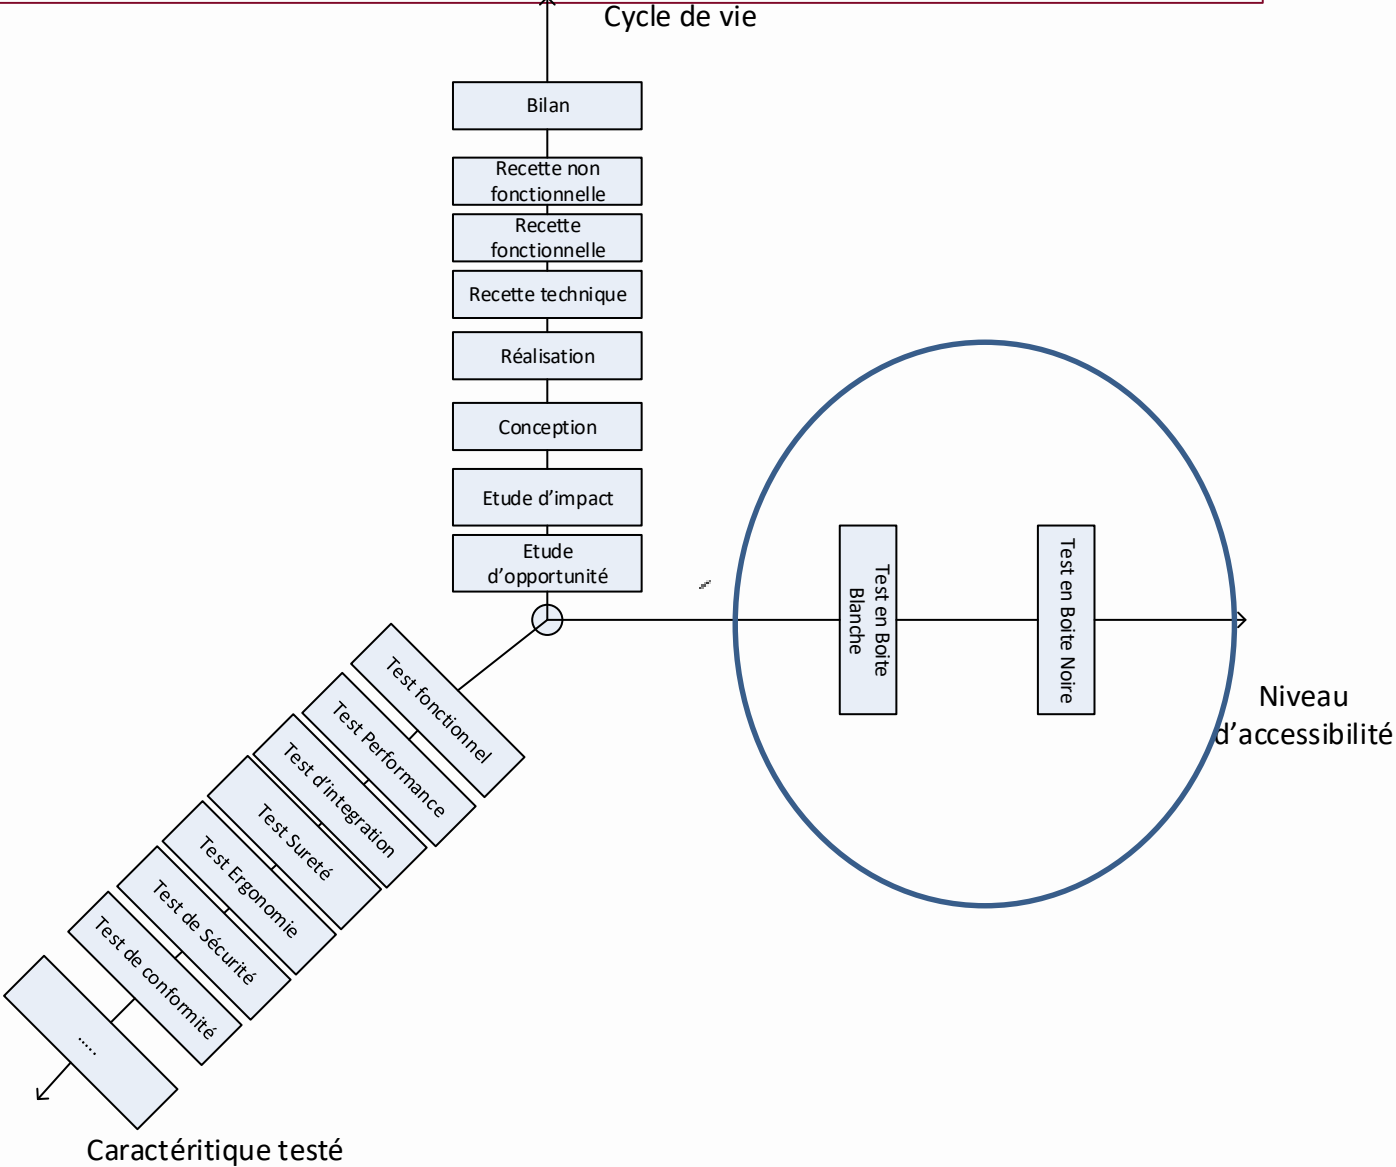 Cycle de vie
Bilan
Recette non
fonctionnelle
Recette
fonctionnelle
Recette technique
Réalisation
Conception
Etude d’impact
Etude
d’opportunité
Test en Boite
Blanche
Test en Boite Noire
Niveau
d’accessibilité
Test fonctionnel
Test Performance
Test d’integration
Test Sureté
Test Ergonomie
Test de Sécurité
Test de conformité
.....
Caractéritique testé